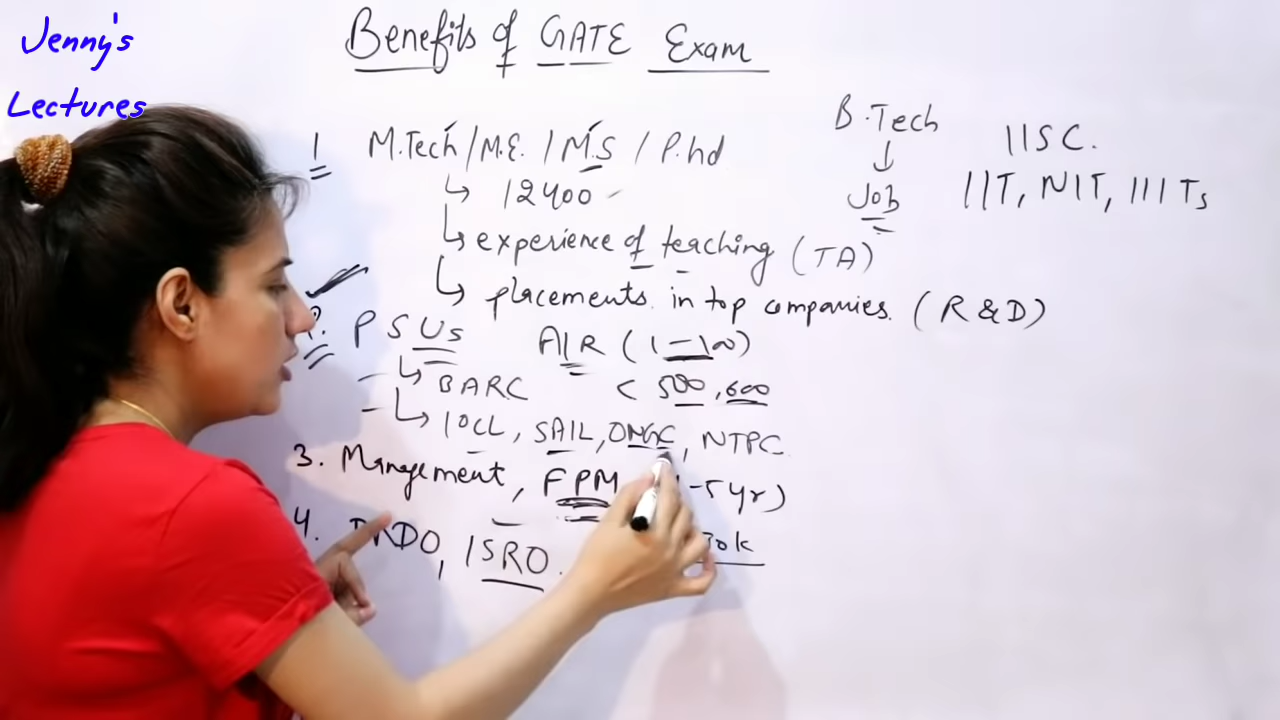 Jenny's
Lectures
Benefits of GATE Exam
1 M.Tech/M.E. / M.S / P.hd
↳ 12400
↳ experience of teaching (TA)
↳ placements in top companies. (R & D)
B.Tech
↓
Job
IISC.
IIT, NIT, IIITs
2. PSUs AIR (1-100)
↳ BARC < 500, 600
↳ IOCL, SAIL, ONGC, NTPC
3. Management, FPM -5yr)
4. DRDO, ISRO.